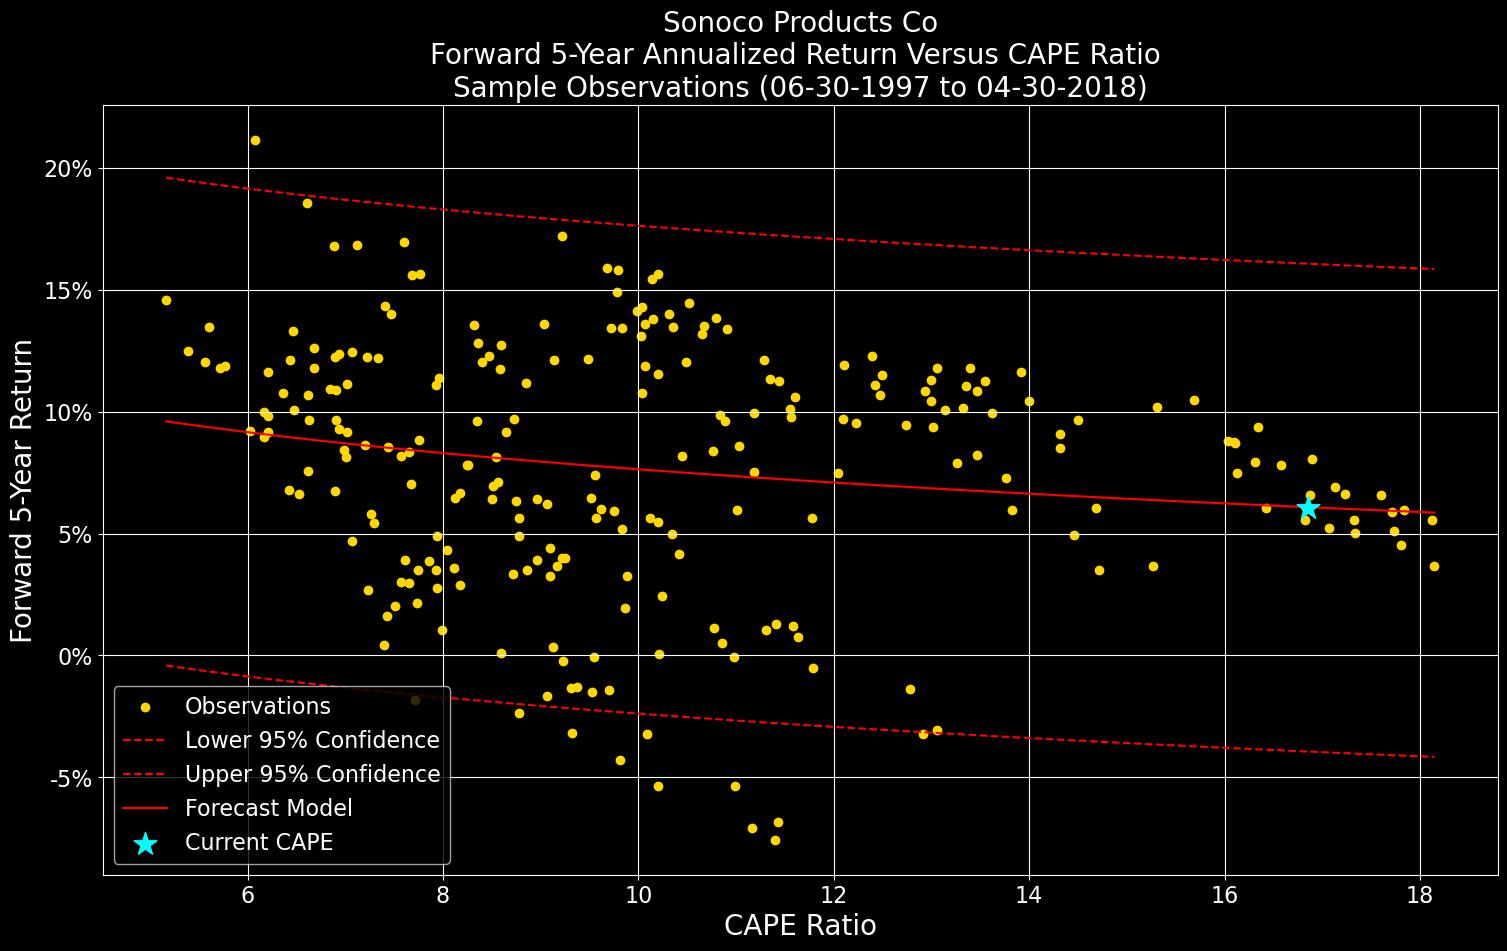 Sonoco Products Co
Forward 5-Year Annualized Return Versus CAPE Ratio
Sample Observations (06-30-1997 to 04-30-2018)
Forward 5-Year Return
20%
15%
10%
5%
0%
-5%
Observations
Lower 95% Confidence
Upper 95% Confidence
Forecast Model
Current CAPE
6 8 10 12 14 16 18
CAPE Ratio